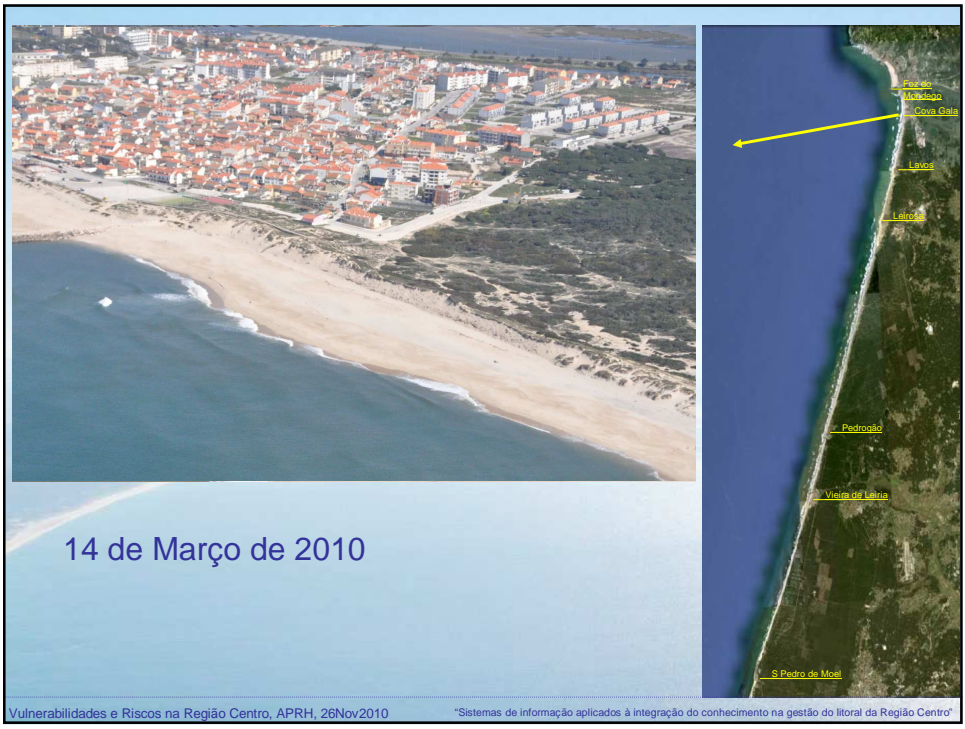 Foz do
Mondego
Cova Gala
Lavos
Leirosa
Pedrogão
Vieira de Leiria
S Pedro de Moel
14 de Março de 2010
Vulnerabilidades e Riscos na Região Centro, APRH, 26Nov2010
“Sistemas de informação aplicados à integração do conhecimento na gestão do litoral da Região Centro”